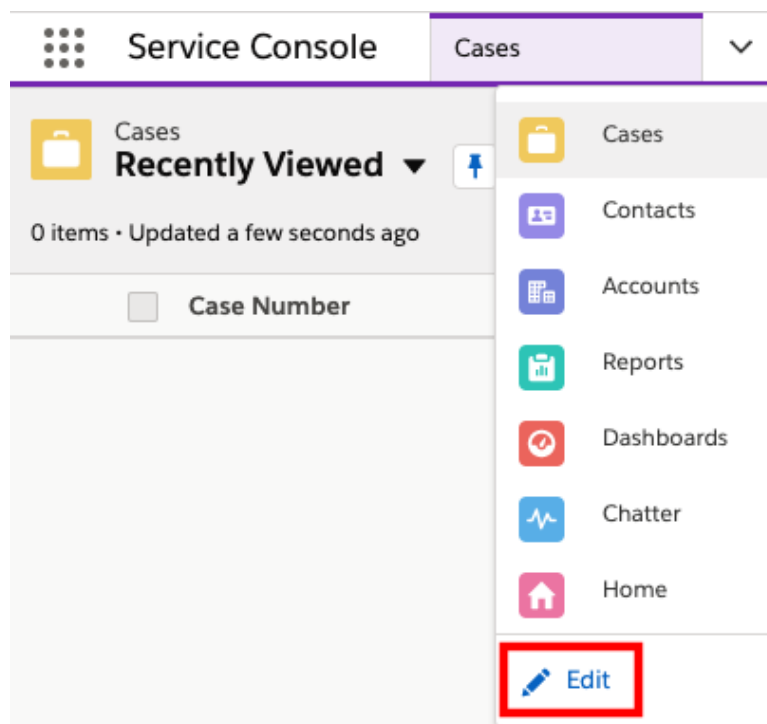 Service Console
Cases
Cases
Recently Viewed
0 items • Updated a few seconds ago
Case Number
Cases
Contacts
Accounts
Reports
Dashboards
Chatter
Home
Edit